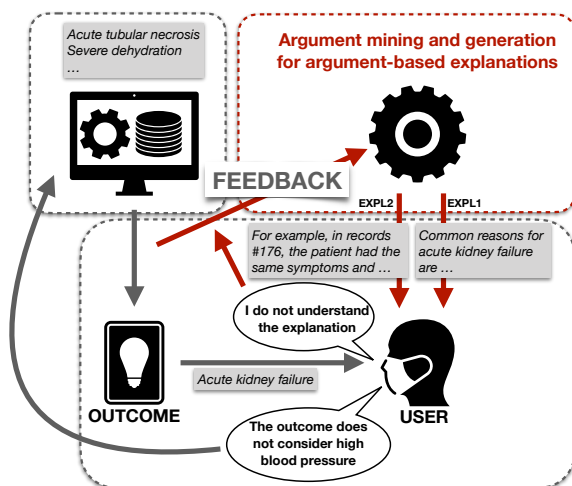 Acute tubular necrosis
Severe dehydration
…
Argument mining and generation
for argument-based explanations
FEEDBACK
EXPL2
EXPL1
For example, in records
#176, the patient had the
same symptoms and …
Common reasons for
acute kidney failure
are …
I do not understand
the explanation
Acute kidney failure
OUTCOME
USER
The outcome does
not consider high
blood pressure